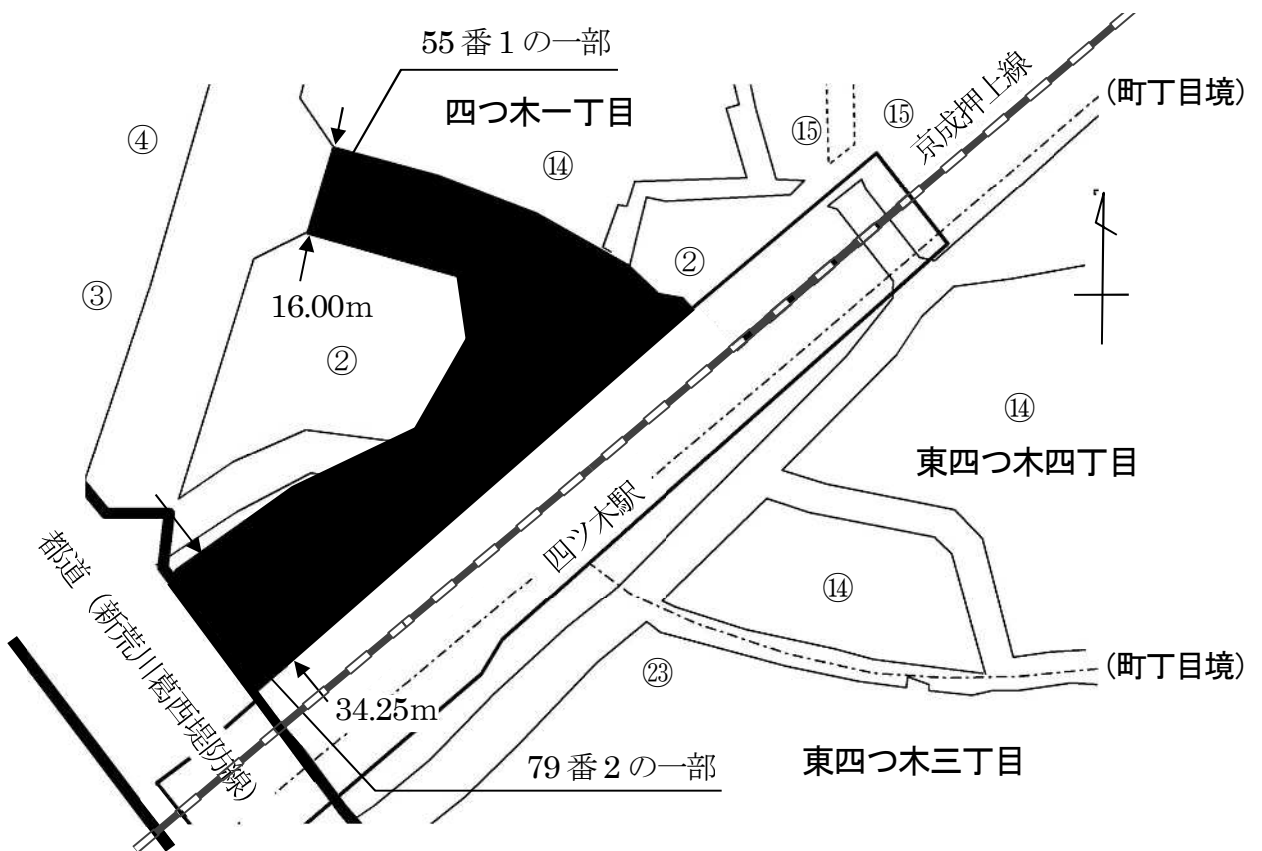 55番1の一部
四つ木一丁目
京成押上線
(町丁目境)
④
⑮
⑮
⑭
②
③
16.00m
②
⑭
東四つ木四丁目
四ツ木駅
都道（新荒川葛西堤防線）
⑭
(町丁目境)
㉓
34.25m
79番2の一部
東四つ木三丁目